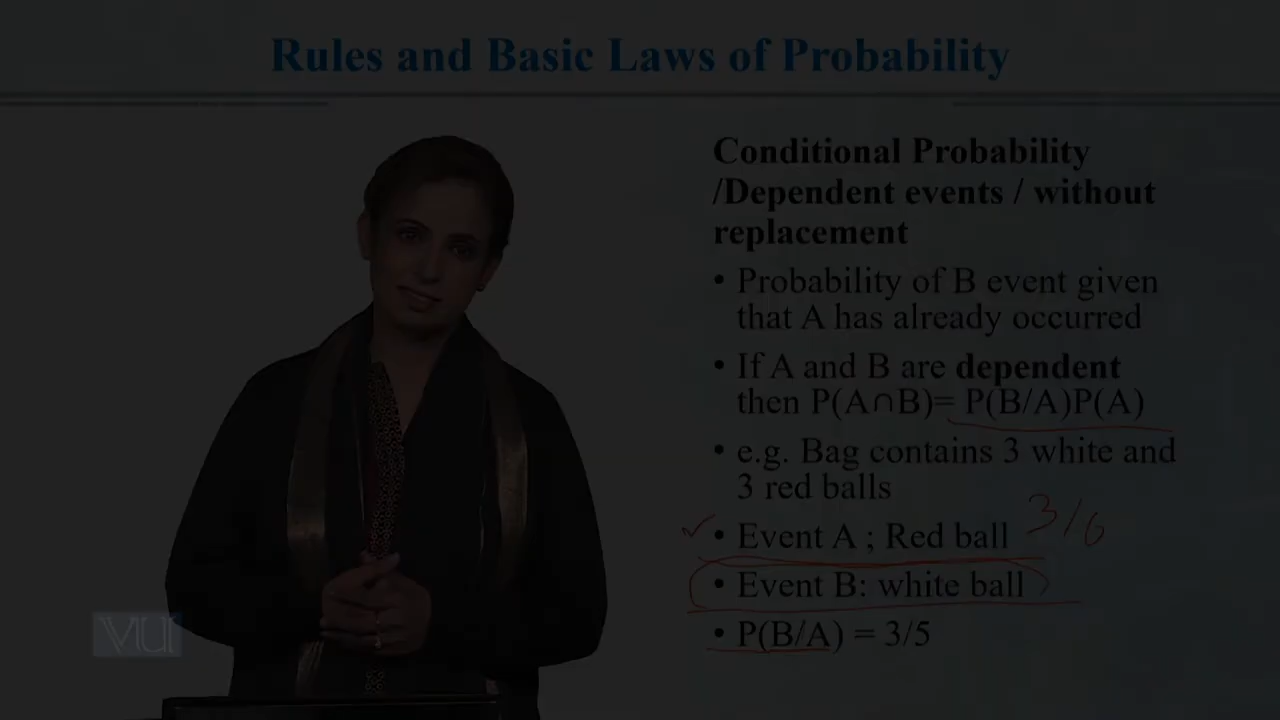 Rules and Basic Laws of Probability
Conditional Probability
/Dependent events / without
replacement
• Probability of B event given
that A has already occurred
• If A and B are dependent
then P(A∩B)= P(B/A)P(A)
• e.g. Bag contains 3 white and
3 red balls
• Event A ; Red ball 3/6
• Event B: white ball
• P(B/A) = 3/5
VU